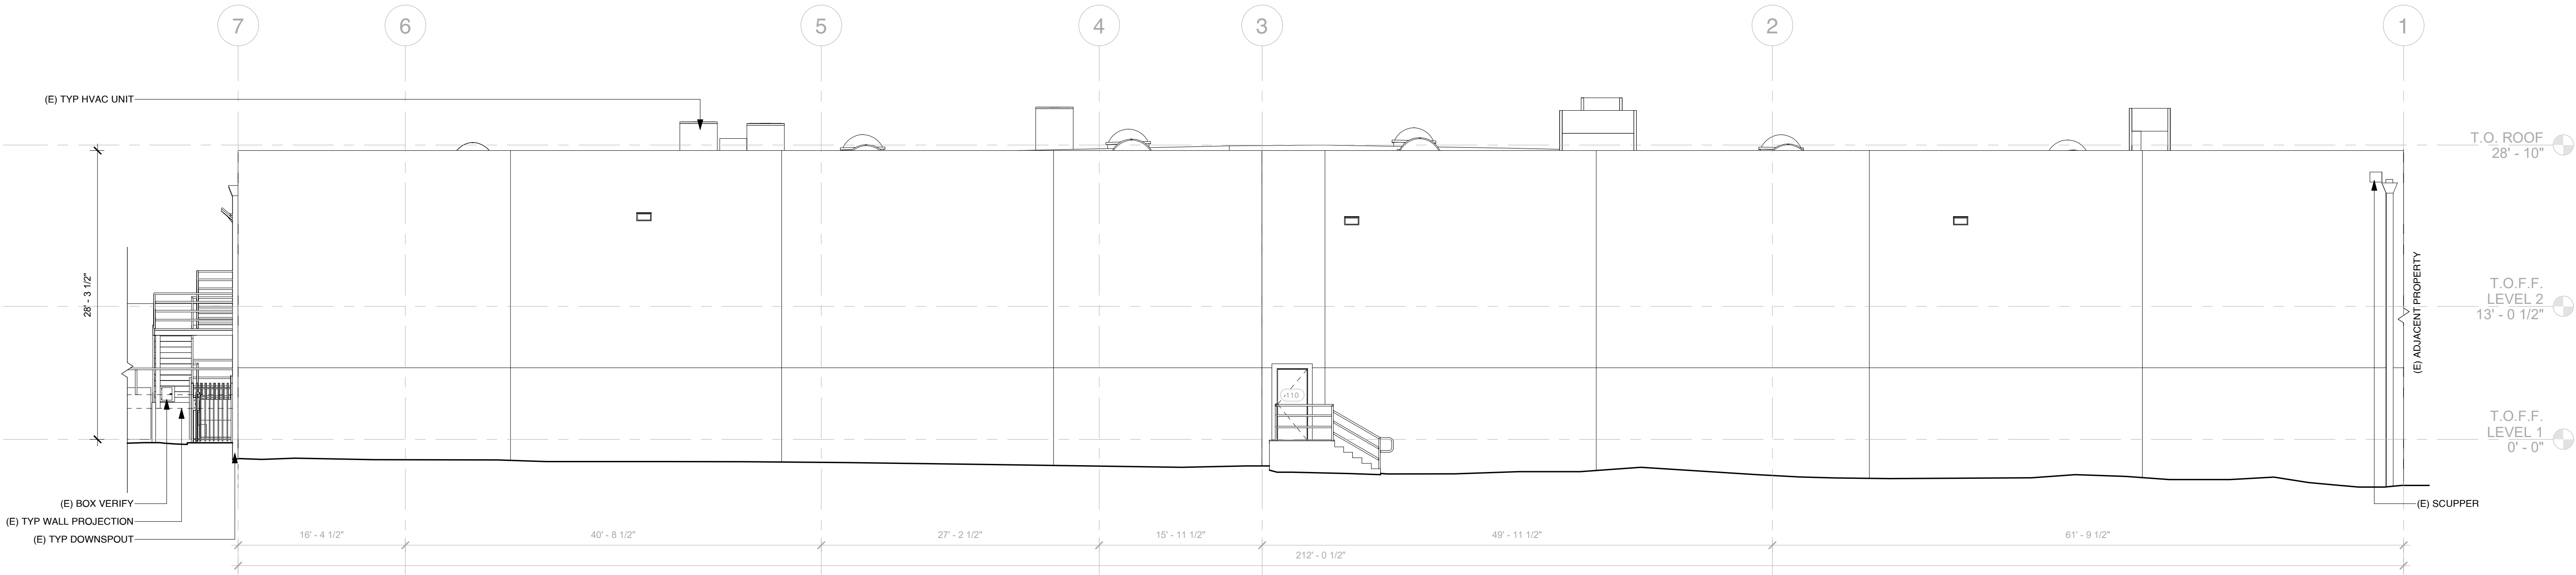 7
6
5
4
3
2
1
(E) TYP HVAC UNIT
T.O. ROOF
28' - 10"
28' - 3 1/2"
(E) ADJACENT PROPERTY
T.O.F.F.
LEVEL 2
13' - 0 1/2"
110
T.O.F.F.
LEVEL 1
0' - 0"
(E) BOX VERIFY
(E) SCUPPER
(E) TYP WALL PROJECTION
(E) TYP DOWNSPOUT
16' - 4 1/2"
40' - 8 1/2"
27' - 2 1/2"
15' - 11 1/2"
49' - 11 1/2"
61' - 9 1/2"
212' - 0 1/2"